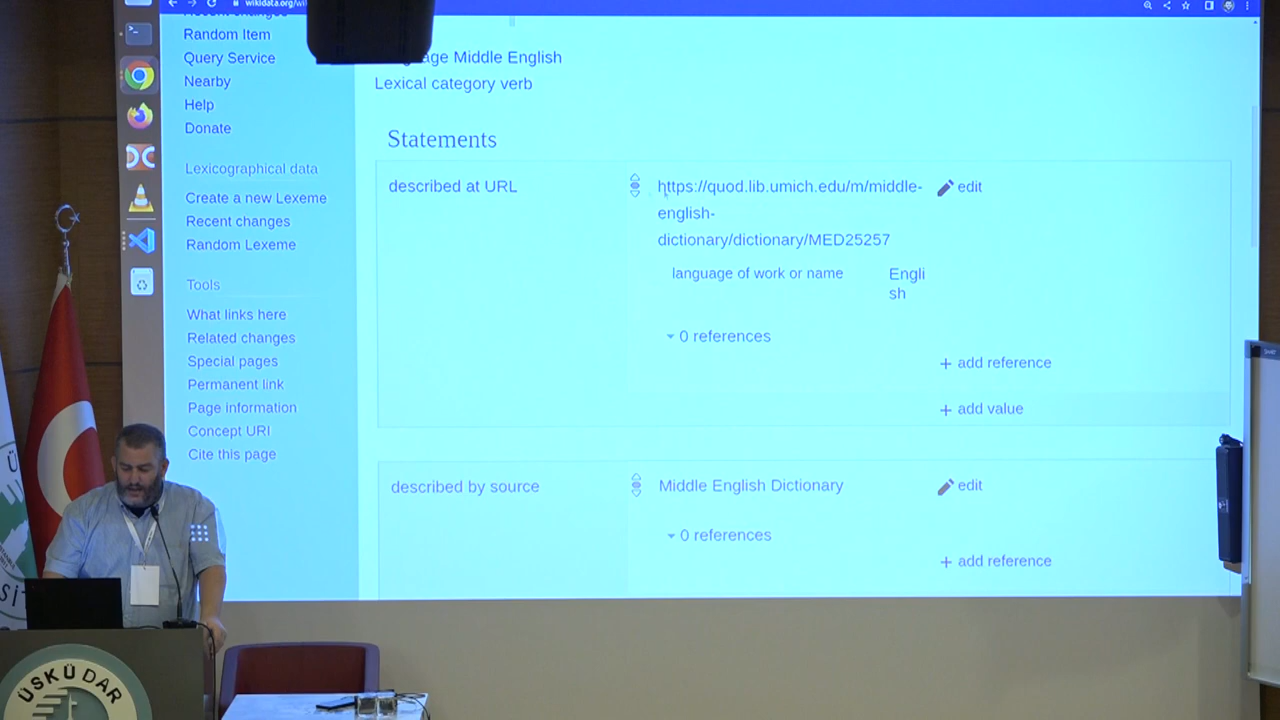 wikidata.org/wi
Random Item
Query Service
Nearby
Help
Donate
Lexicographical data
Create a new Lexeme
Recent changes
Random Lexeme
Tools
What links here
Related changes
Special pages
Permanent link
Page information
Concept URI
Cite this page
Middle English
Lexical category verb
Statements
described at URL
https://quod.lib.umich.edu/m/middle-
english-
dictionary/dictionary/MED25257
edit
language of work or name
Engli
sh
0 references
+ add reference
+ add value
described by source
Middle English Dictionary
edit
0 references
+ add reference
ÜSKÜDAR